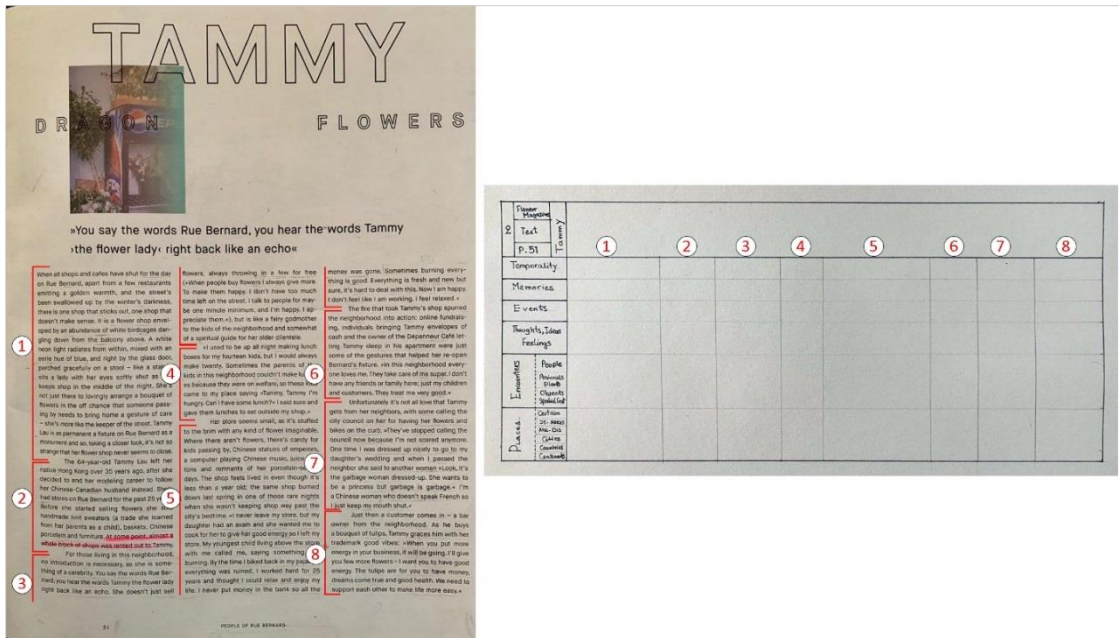 TAMMY
DRAGON FLOWERS
»You say the words Rue Bernard, you hear the words Tammy
›the flower lady‹ right back like an echo«
When all shops and cafes have shut for the day
on Rue Bernard, apart from a few restaurants
emitting a golden warmth, and the street's
been swallowed up by the winter's darkness,
there is one shop that sticks out, one shop that
doesn't make sense. It is a flower shop envel-
oped by an abundance of white birdcages dan-
gling down from the balcony above. A white
neon light radiates from within, mixed with an
eerie hue of blue, and right by the glass door,
perched gracefully on a stool – like a statue
sits a lady with her eyes softly shut as
keeps shop in the middle of the night. She's
not just there to lovingly arrange a bouquet of
flowers in the off chance that someone pass-
ing by needs to bring home a gesture of care
– she's more like the keeper of the street. Tammy
Lau is as permanent a fixture on Rue Bernard as a
monument and so, taking a closer look, it's not so
strange that her flower shop never seems to close.
The 64-year-old Tammy Lau left her
native Hong Kong over 35 years ago, after she
decided to end her modeling career to follow
her Chinese-Canadian husband instead. She
had stores on Rue Bernard for the past 25
Before she started selling flowers she
handmade knit sweaters (a trade she learned
from her parents as a child), baskets, Chinese
porcelain and furniture. At some point, almost a
whole block of shops was rented out to Tammy.
For those living in this neighborhood,
no introduction is necessary, as she is some-
thing of a character. You say the words Rue Ber-
nard, you hear the words Tammy the flower lady
right back like an echo. She doesn't just sell
flowers, always throwing in a few for free
(»When people buy flowers I always give more.
To make them happy. I don't have too much
time left on the street. I talk to people for may-
be one minute minimum, and I'm happy. I ap-
preciate them.«), but is like a fairy godmother
to the kids of the neighborhood and somewhat
of a spiritual guide for her older clientele.
»I used to be up all night making lunch
boxes for my fourteen kids, but I would always
make twenty. Sometimes the parents of
kids in this neighborhood couldn't make
es because they were on welfare, so these
came to my place saying ›Tammy, Tammy I'm
hungry. Can I have some lunch?‹ I said sure and
gave them lunches to eat outside my shop.«
Her store seems small, as it's stuffed
to the brim with any kind of flower imaginable.
Where there aren't flowers, there's candy for
kids passing by, Chinese statues of emperors,
a computer playing Chinese music, juice
tons and remnants of her porcelain-
days. The shop feels lived in even though it's
less than a year old; the same shop burned
down last spring in one of those rare nights
when she wasn't keeping shop way past the
city's bedtime. »I never leave my store, but my
daughter had an exam and she wanted me to
cook for her to give her good energy so I left my
store. My youngest child living above the store
with me called me, saying something
burning. By the time I biked back in my
everything was ruined. I worked hard for 25
years and thought I could relax and enjoy my
life. I never put money in the bank so all the
money was gone. Sometimes burning every-
thing is good. Everything is fresh and new but
sure, it's hard to deal with this. Now I am happy.
I don't feel like I am working, I feel relaxed.«
The fire that took Tammy's shop spurred
the neighborhood into action: online fundrais-
ing, individuals bringing Tammy envelopes of
cash and the owner of the Depanneur Café let-
ting Tammy sleep in his apartment were just
some of the gestures that helped her re-open
Bernard's fixture. »In this neighborhood every-
one loves me. They take care of me super. I don't
have any friends or family here; just my children
and customers. They treat me very good.«
Unfortunately it's not all love that Tammy
gets from her neighbors, with some calling the
city council on her for having her flowers and
bikes on the curb. »They've stopped calling the
council now because I'm not scared anymore.
One time I was dressed up nicely to go to my
daughter's wedding and when I passed the
neighbor she said to another women ›Look, it's
the garbage woman dressed-up. She wants to
be a princess but garbage is garbage.‹ I'm
a Chinese woman who doesn't speak French so
I just keep my mouth shut.«
Just then a customer comes in – a bar
owner from the neighborhood. As he buys
a bouquet of tulips, Tammy graces him with her
trademark good vibes: »When you put more
energy in your business, it will be going. I'll give
you few more flowers – I want you to have good
energy. The tulips are for you to have money,
dreams come true and good health. We need to
support each other to make life more easy.«
1
2
3
4
5
6
7
8
51 PEOPLE OF RUE BERNARD
Flaneur
Magazine
Text
P.51
Tammy
1 2 3 4 5 6 7 8
Temporality
Memories
Events
Thoughts, Ideas
Feelings
Encounters
People
Animals
Plants
Objects
Places
Certain
Cities
Countries
Continents